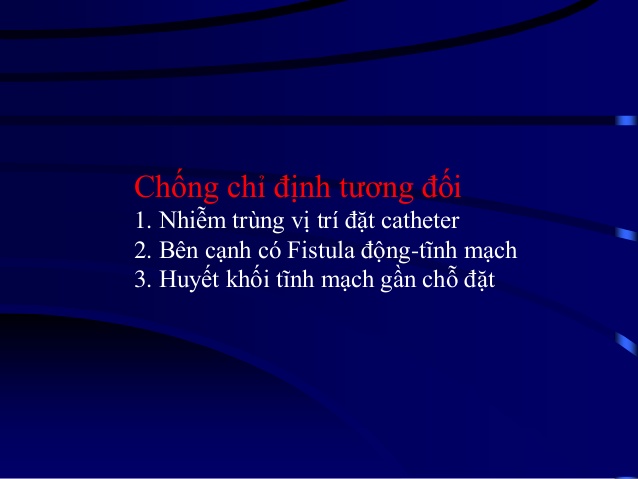 Chống chỉ định tương đối
1. Nhiễm trùng vị trí đặt catheter
2. Bên cạnh có Fistula động-tĩnh mạch
3. Huyết khối tĩnh mạch gần chỗ đặt